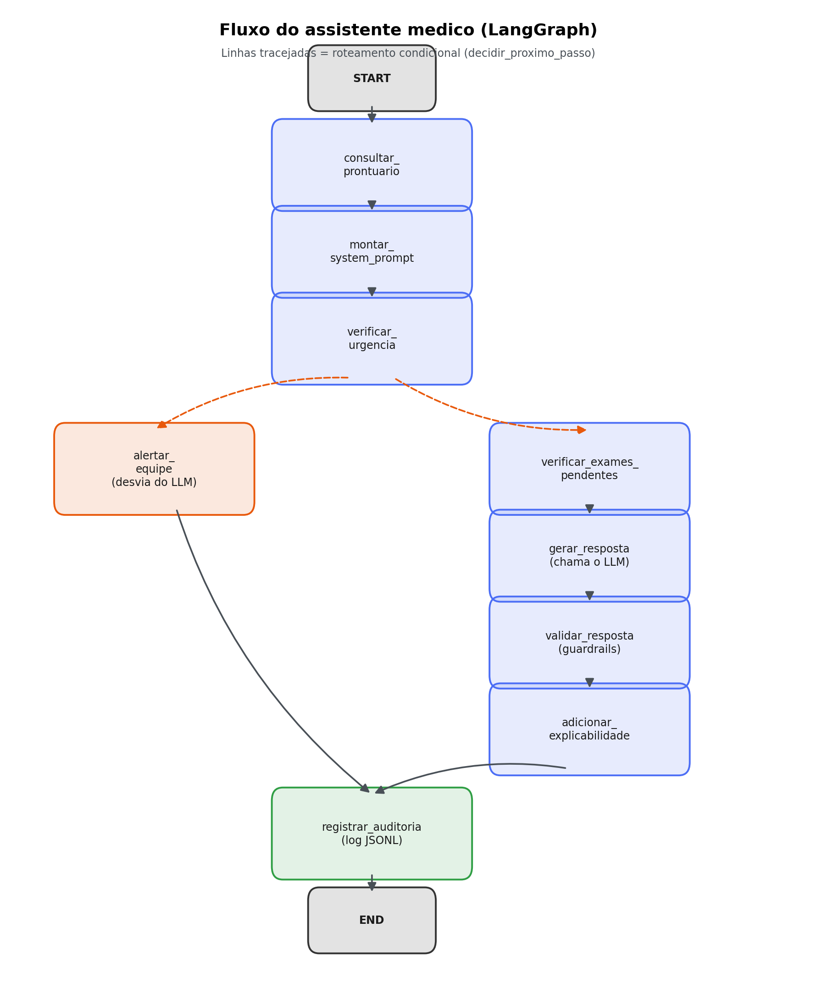 Fluxo do assistente medico (LangGraph)
Linhas tracejadas = roteamento condicional (decidir_proximo_passo)
START
consultar_
prontuario
montar_
system_prompt
verificar_
urgencia
alertar_
equipe
(desvia do LLM)
verificar_exames_
pendentes
gerar_resposta
(chama o LLM)
validar_resposta
(guardrails)
adicionar_
explicabilidade
registrar_auditoria
(log JSONL)
END